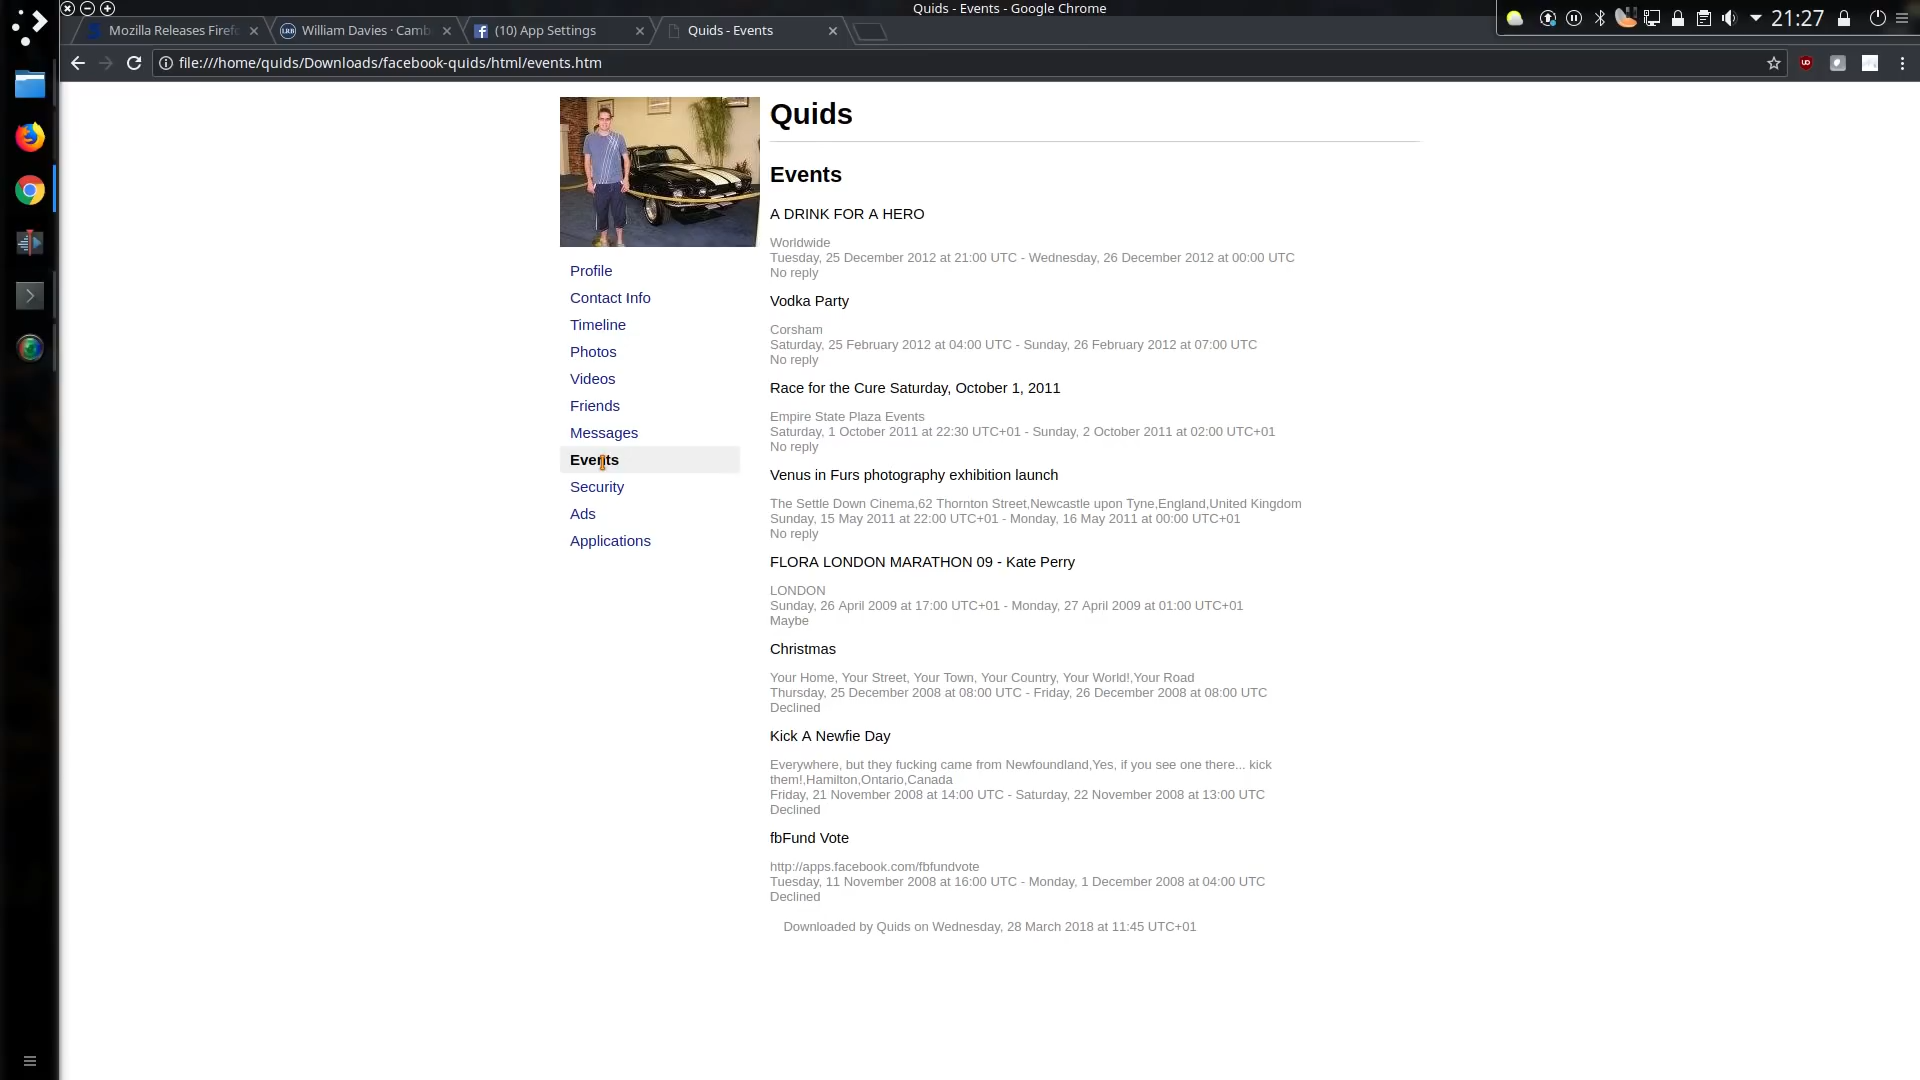 Quids - Events - Google Chrome
21:27
Mozilla Releases Firef
William Davies · Camb
(10) App Settings
Quids - Events
file:///home/quids/Downloads/facebook-quids/html/events.htm
Quids
Profile
Contact Info
Timeline
Photos
Videos
Friends
Messages
Events
Security
Ads
Applications
Events
A DRINK FOR A HERO
Worldwide
Tuesday, 25 December 2012 at 21:00 UTC - Wednesday, 26 December 2012 at 00:00 UTC
No reply
Vodka Party
Corsham
Saturday, 25 February 2012 at 04:00 UTC - Sunday, 26 February 2012 at 07:00 UTC
No reply
Race for the Cure Saturday, October 1, 2011
Empire State Plaza Events
Saturday, 1 October 2011 at 22:30 UTC+01 - Sunday, 2 October 2011 at 02:00 UTC+01
No reply
Venus in Furs photography exhibition launch
The Settle Down Cinema,62 Thornton Street,Newcastle upon Tyne,England,United Kingdom
Sunday, 15 May 2011 at 22:00 UTC+01 - Monday, 16 May 2011 at 00:00 UTC+01
No reply
FLORA LONDON MARATHON 09 - Kate Perry
LONDON
Sunday, 26 April 2009 at 17:00 UTC+01 - Monday, 27 April 2009 at 01:00 UTC+01
Maybe
Christmas
Your Home, Your Street, Your Town, Your Country, Your World!,Your Road
Thursday, 25 December 2008 at 08:00 UTC - Friday, 26 December 2008 at 08:00 UTC
Declined
Kick A Newfie Day
Everywhere, but they fucking came from Newfoundland,Yes, if you see one there... kick
them!,Hamilton,Ontario,Canada
Friday, 21 November 2008 at 14:00 UTC - Saturday, 22 November 2008 at 13:00 UTC
Declined
fbFund Vote
http://apps.facebook.com/fbfundvote
Tuesday, 11 November 2008 at 16:00 UTC - Monday, 1 December 2008 at 04:00 UTC
Declined
Downloaded by Quids on Wednesday, 28 March 2018 at 11:45 UTC+01